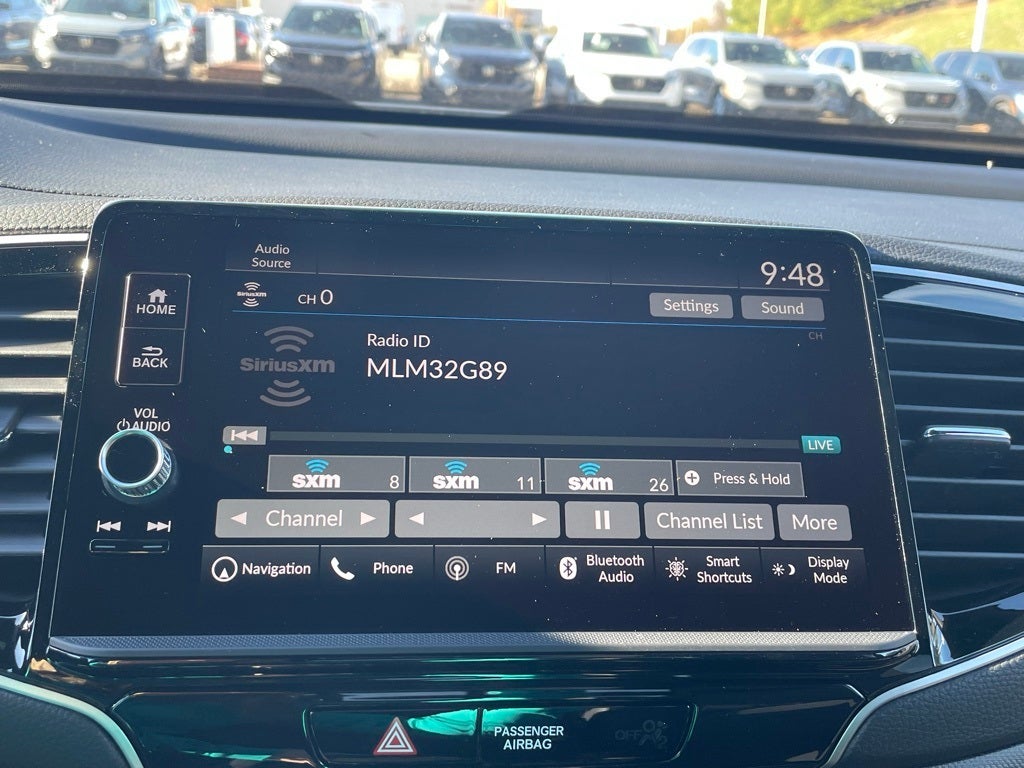 Audio
Source
9:48
SiriusXM
CH 0
Settings
Sound
CH
HOME
Radio ID
SiriusXM
MLM32G89
BACK
VOL
AUDIO
LIVE
sxm 8
sxm 11
sxm 26
Press & Hold
Channel
Channel List
More
Navigation
Phone
FM
Bluetooth
Audio
Smart
Shortcuts
Display
Mode
PASSENGER
AIRBAG
OFF